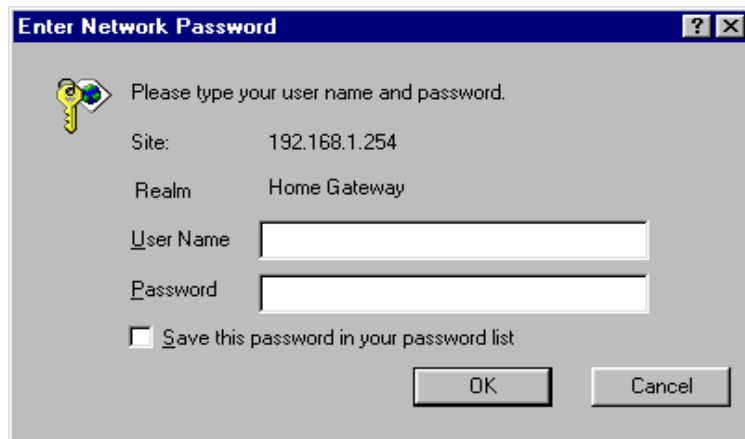 Enter Network Password
Please type your user name and password.
Site: 192.168.1.254
Realm Home Gateway
User Name
Password
Save this password in your password list
OK Cancel